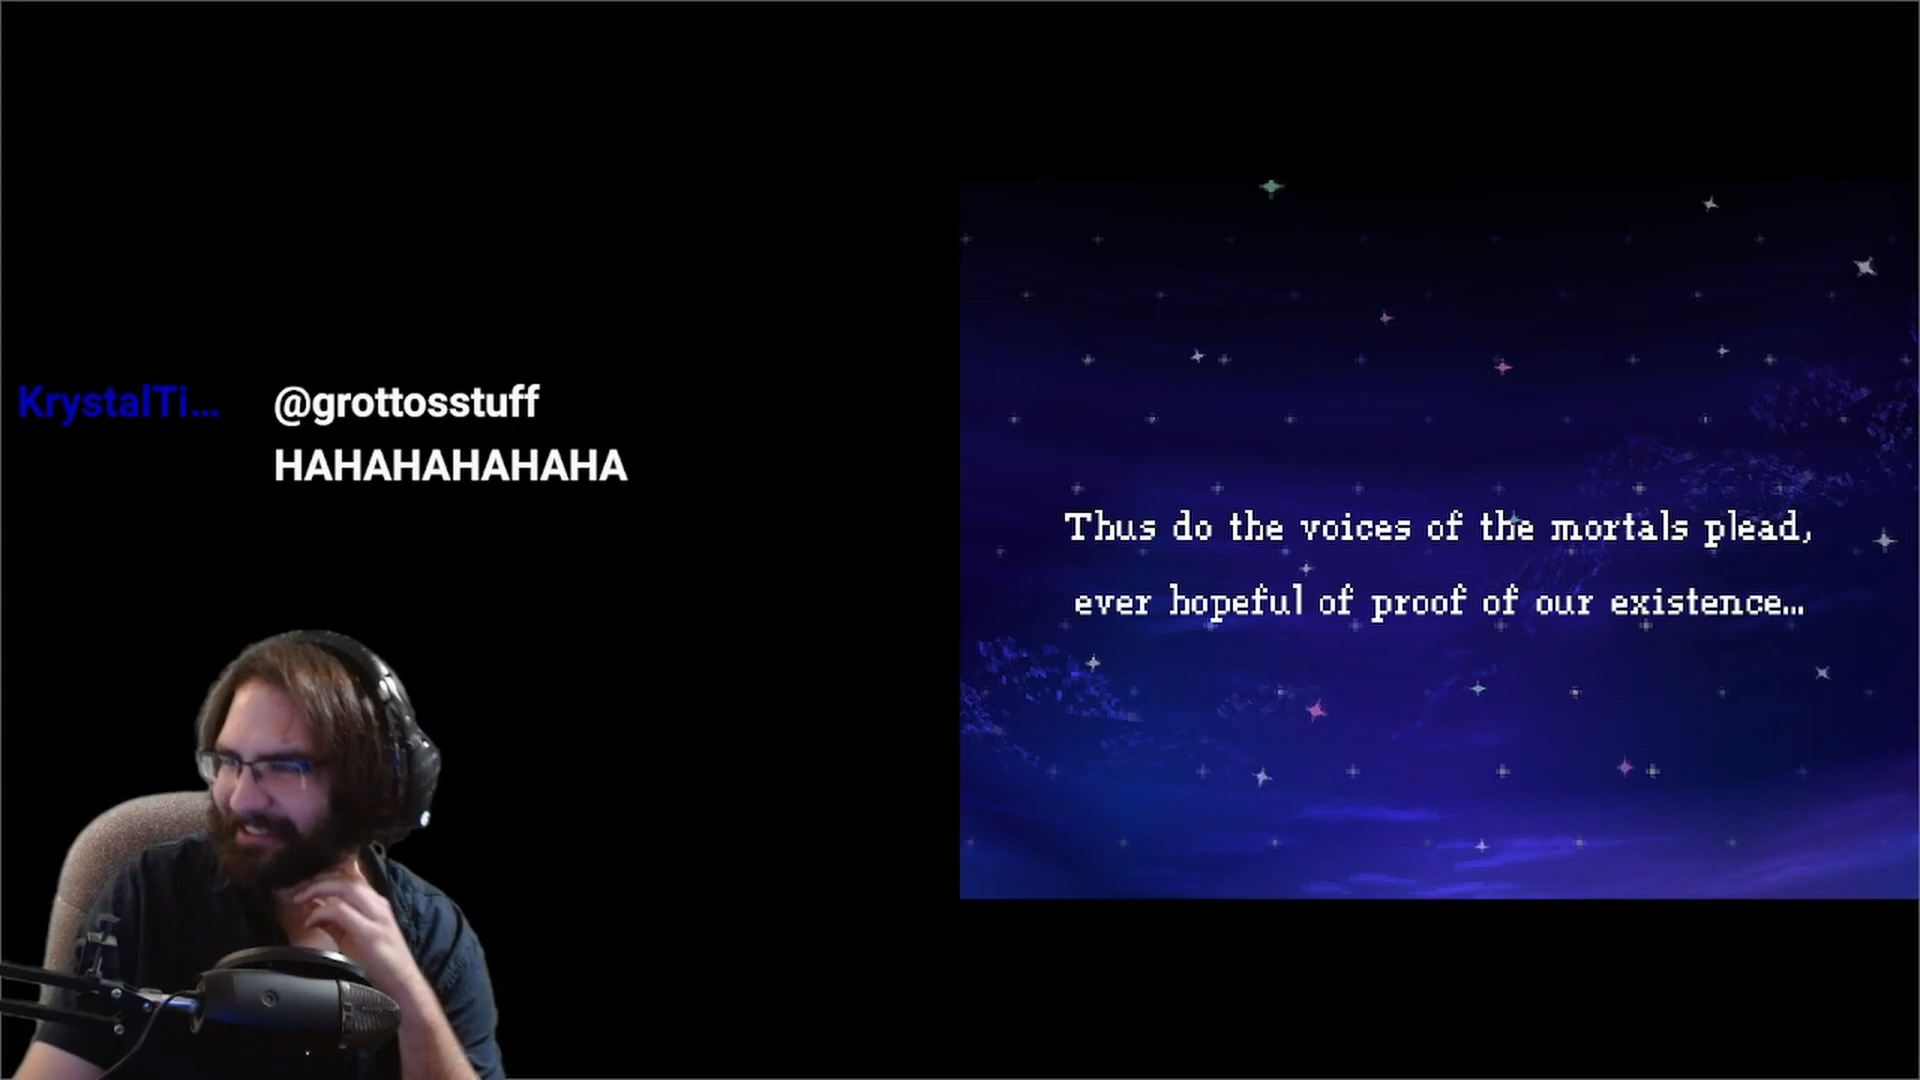 KrystalTi... @grottosstuff
HAHAHAHAHAHA
Thus do the voices of the mortals plead,
ever hopeful of proof of our existence...